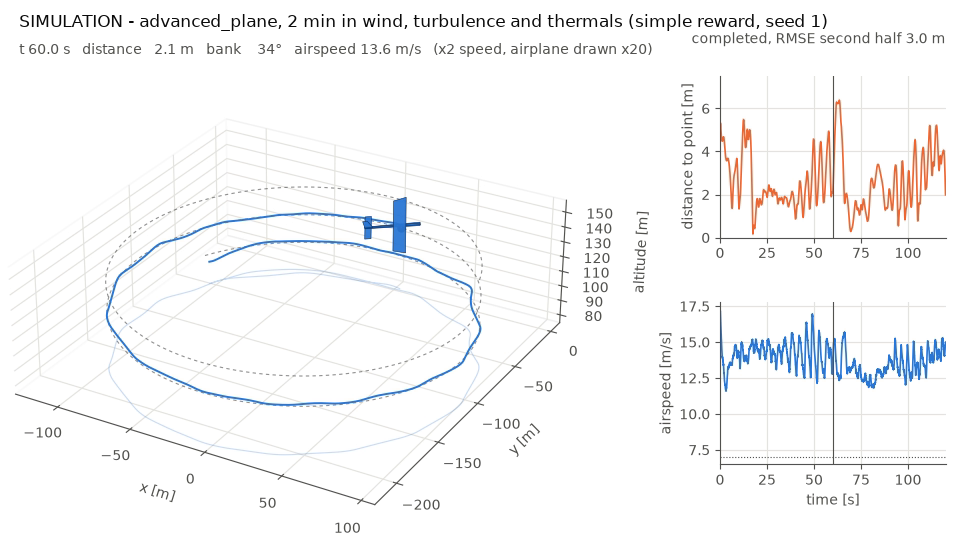 SIMULATION - advanced_plane, 2 min in wind, turbulence and thermals (simple reward, seed 1)
t 60.0 s distance 2.1 m bank 34° airspeed 13.6 m/s (x2 speed, airplane drawn x20)
completed, RMSE second half 3.0 m
distance to point [m]
6
4
2
0
0 25 50 75 100
150
140
130
120
110
100
90
80
altitude [m]
0
−50
−100
−150
−200
y [m]
−100
−50
0
50
100
x [m]
airspeed [m/s]
17.5
15.0
12.5
10.0
7.5
0 25 50 75 100
time [s]